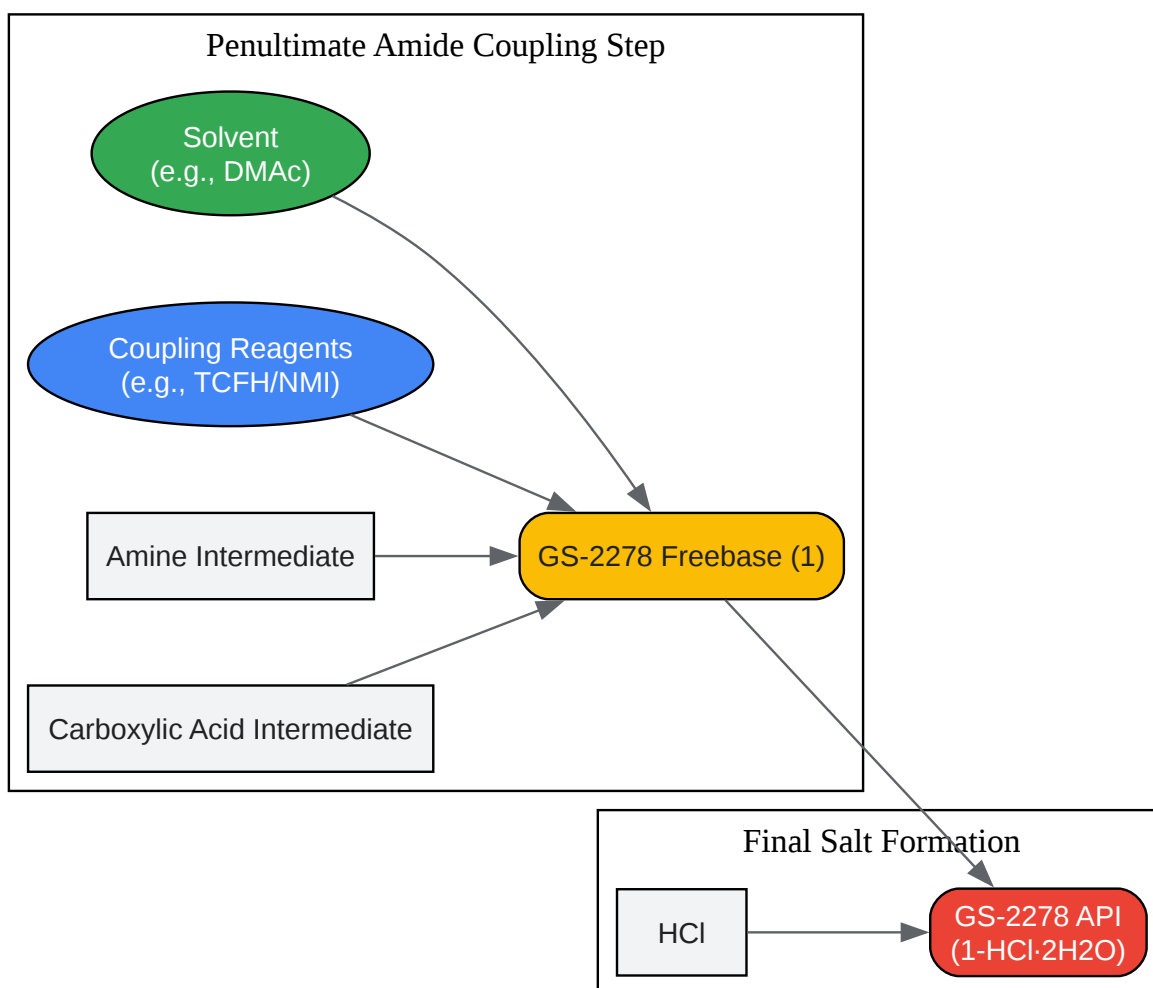 Penultimate Amide Coupling Step
Solvent
(e.g., DMAc)
Coupling Reagents
(e.g., TCFH/NMI)
Amine Intermediate
GS-2278 Freebase (1)
Carboxylic Acid Intermediate
Final Salt Formation
HCl
GS-2278 API
(1-HCl·2H2O)